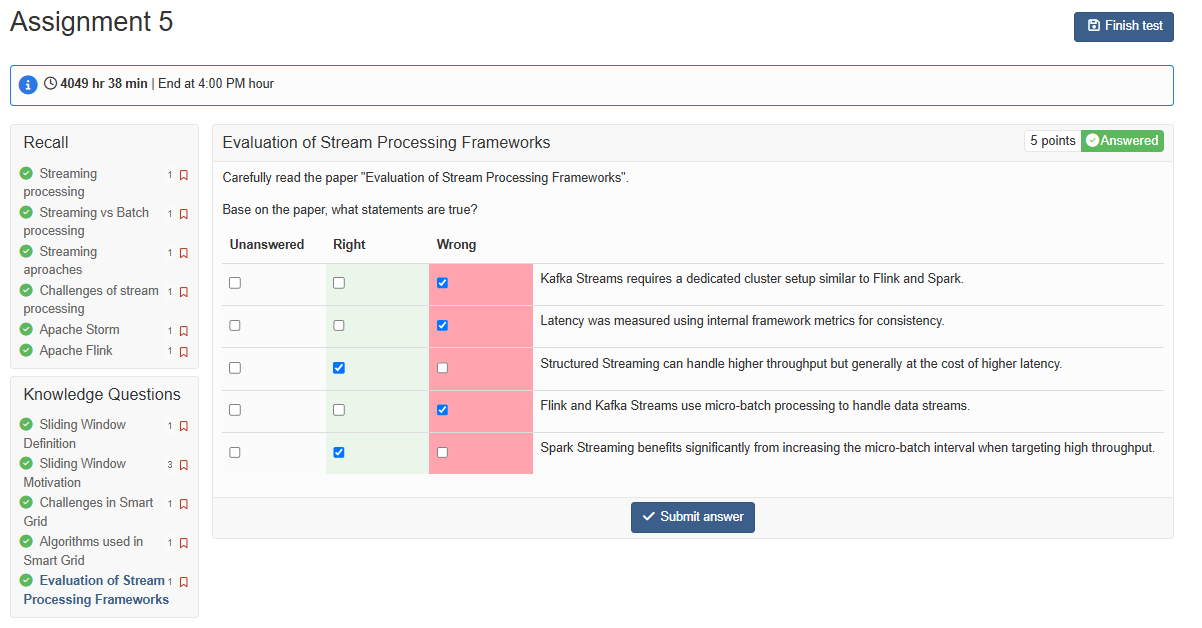 Assignment 5
Finish test
4049 hr 38 min | End at 4:00 PM hour
Recall
Streaming processing 1
Streaming vs Batch processing 1
Streaming aproaches 1
Challenges of stream processing 1
Apache Storm 1
Apache Flink 1
Knowledge Questions
Sliding Window Definition 1
Sliding Window Motivation 3
Challenges in Smart Grid 1
Algorithms used in Smart Grid 1
Evaluation of Stream Processing Frameworks 1
Evaluation of Stream Processing Frameworks
5 points Answered
Carefully read the paper "Evaluation of Stream Processing Frameworks".
Base on the paper, what statements are true?
Unanswered Right Wrong
Kafka Streams requires a dedicated cluster setup similar to Flink and Spark.
Latency was measured using internal framework metrics for consistency.
Structured Streaming can handle higher throughput but generally at the cost of higher latency.
Flink and Kafka Streams use micro-batch processing to handle data streams.
Spark Streaming benefits significantly from increasing the micro-batch interval when targeting high throughput.
Submit answer